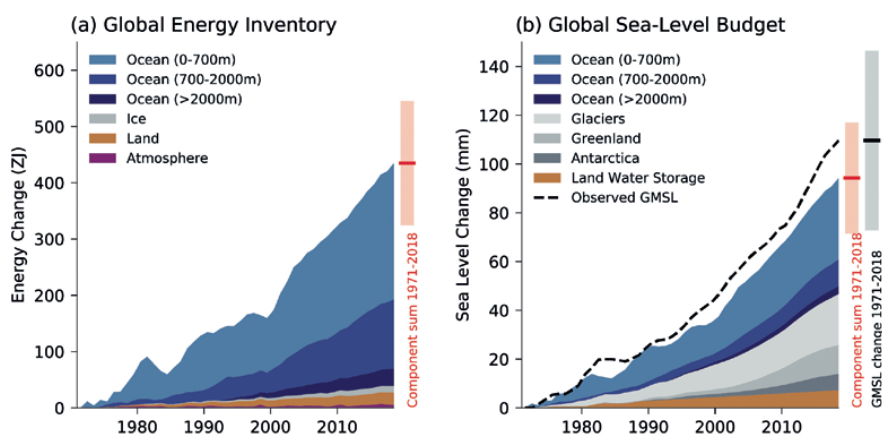 (a) Global Energy Inventory
Energy Change (ZJ)
600
500
400
300
200
100
0
Ocean (0-700m)
Ocean (700-2000m)
Ocean (>2000m)
Ice
Land
Atmosphere
1980
1990
2000
2010
Component sum 1971-2018
(b) Global Sea-Level Budget
Sea Level Change (mm)
140
120
100
80
60
40
20
0
Ocean (0-700m)
Ocean (700-2000m)
Ocean (>2000m)
Glaciers
Greenland
Antarctica
Land Water Storage
Observed GMSL
1980
1990
2000
2010
Component sum 1971-2018
GMSL change 1971-2018